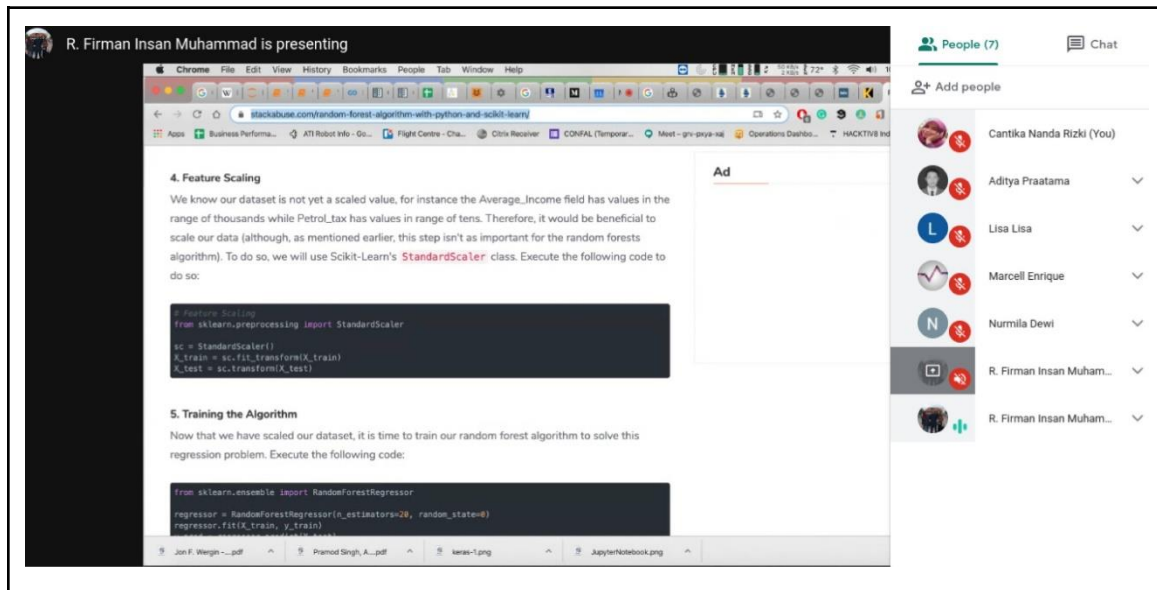 R. Firman Insan Muhammad is presenting
Chrome File Edit View History Bookmarks People Tab Window Help
72°
stackabuse.com/random-forest-algorithm-with-python-and-scikit-learn/
Apps Business Performa... ATI Robot Info - Go... Flight Centre - Cha... Citrix Receiver CONFAL (Temporar... Meet – grv-pxya-xaj Operations Dashbo... HACKTIV8 Ind
4. Feature Scaling
We know our dataset is not yet a scaled value, for instance the Average_Income field has values in the
range of thousands while Petrol_tax has values in range of tens. Therefore, it would be beneficial to
scale our data (although, as mentioned earlier, this step isn't as important for the random forests
algorithm). To do so, we will use Scikit-Learn's StandardScaler class. Execute the following code to
do so:
# Feature Scaling
from sklearn.preprocessing import StandardScaler
sc = StandardScaler()
X_train = sc.fit_transform(X_train)
X_test = sc.transform(X_test)
5. Training the Algorithm
Now that we have scaled our dataset, it is time to train our random forest algorithm to solve this
regression problem. Execute the following code:
from sklearn.ensemble import RandomForestRegressor
regressor = RandomForestRegressor(n_estimators=20, random_state=0)
regressor.fit(X_train, y_train)
Jon F. Wergin -....pdf Pramod Singh, A....pdf keras-1.png JupyterNotebook.png
Ad
People (7) Chat
Add people
Cantika Nanda Rizki (You)
Aditya Praatama
L Lisa Lisa
Marcell Enrique
N Nurmila Dewi
R. Firman Insan Muham...
R. Firman Insan Muham...